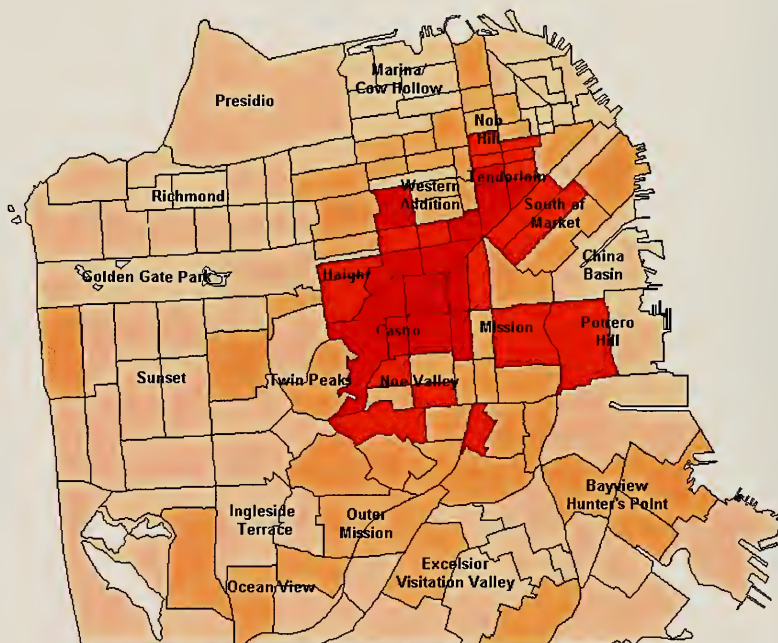 Marina/
Cow Hollow
Presidio
Nob
Hill
Tenderloin
Richmond
Western
Addition
South of
Market
China
Basin
Golden Gate Park
Haight
Castro
Mission
Potrero
Hill
Sunset
Twin Peaks
Noe Valley
Bayview
Hunter's Point
Ingleside
Terrace
Outer
Mission
Excelsior
Visitation Valley
Ocean View